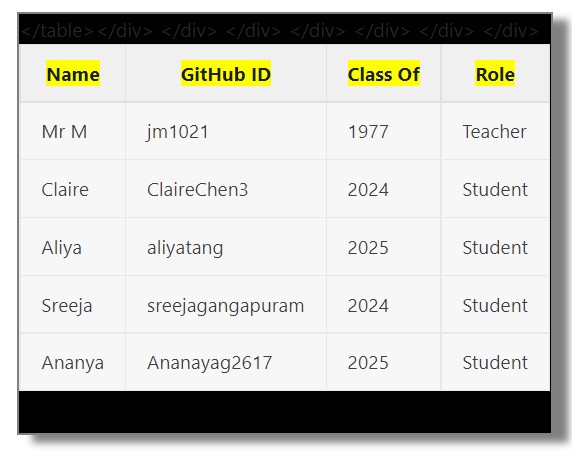 </table></div> </div> </div> </div> </div> </div> </div>
Name GitHub ID Class Of Role
Mr M jm1021 1977 Teacher
Claire ClaireChen3 2024 Student
Aliya aliyatang 2025 Student
Sreeja sreejagangapuram 2024 Student
Ananya Ananayag2617 2025 Student